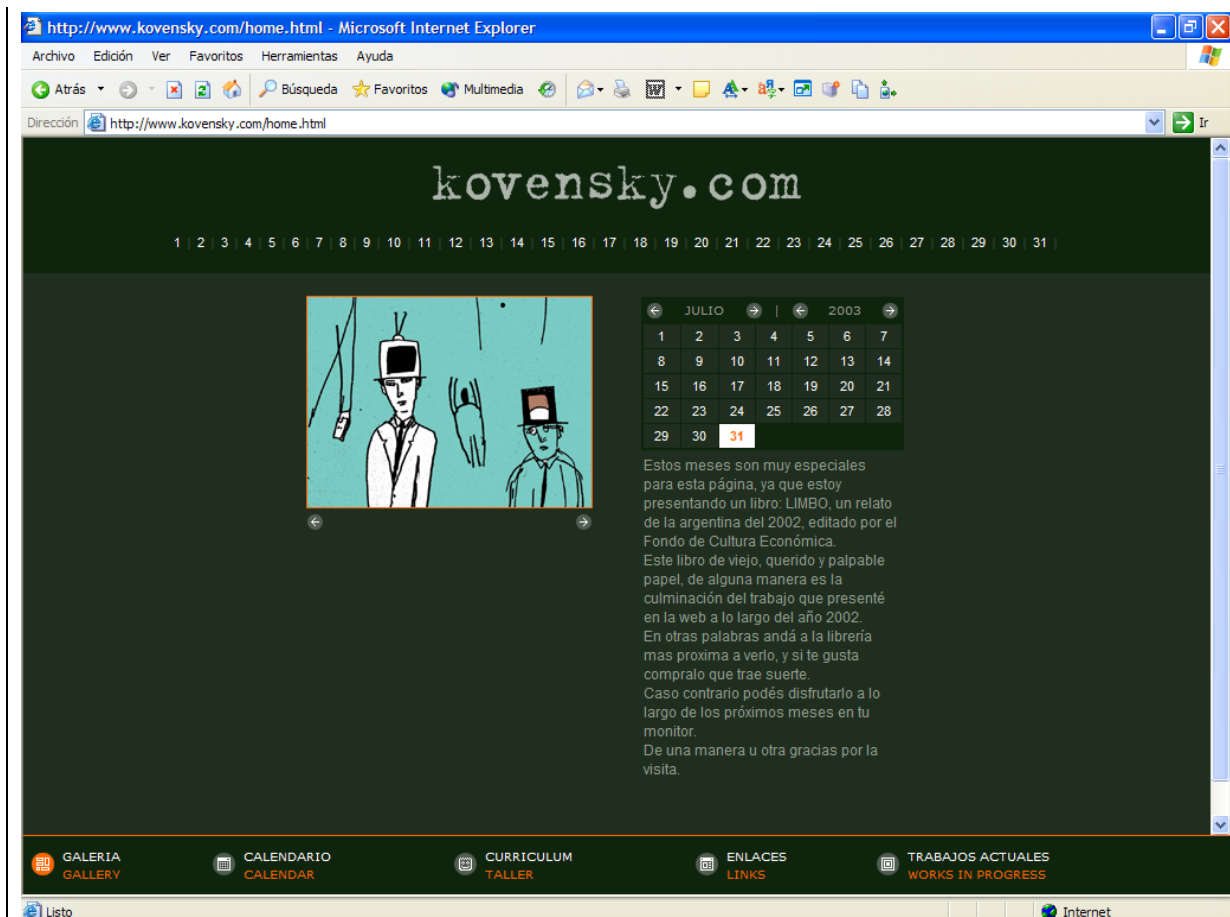 http://www.kovensky.com/home.html - Microsoft Internet Explorer
Archivo Edición Ver Favoritos Herramientas Ayuda
Atrás Búsqueda Favoritos Multimedia
Dirección http://www.kovensky.com/home.html Ir
kovensky.com
1 | 2 | 3 | 4 | 5 | 6 | 7 | 8 | 9 | 10 | 11 | 12 | 13 | 14 | 15 | 16 | 17 | 18 | 19 | 20 | 21 | 22 | 23 | 24 | 25 | 26 | 27 | 28 | 29 | 30 | 31 |
JULIO | 2003
1 2 3 4 5 6 7
8 9 10 11 12 13 14
15 16 17 18 19 20 21
22 23 24 25 26 27 28
29 30 31
Estos meses son muy especiales
para esta página, ya que estoy
presentando un libro: LIMBO, un relato
de la argentina del 2002, editado por el
Fondo de Cultura Económica.
Este libro de viejo, querido y palpable
papel, de alguna manera es la
culminación del trabajo que presenté
en la web a lo largo del año 2002.
En otras palabras andá a la librería
mas proxima a verlo, y si te gusta
compralo que trae suerte.
Caso contrario podés disfrutarlo a lo
largo de los próximos meses en tu
monitor.
De una manera u otra gracias por la
visita.
GALERIA CALENDARIO CURRICULUM ENLACES TRABAJOS ACTUALES
GALLERY CALENDAR TALLER LINKS WORKS IN PROGRESS
Listo Internet